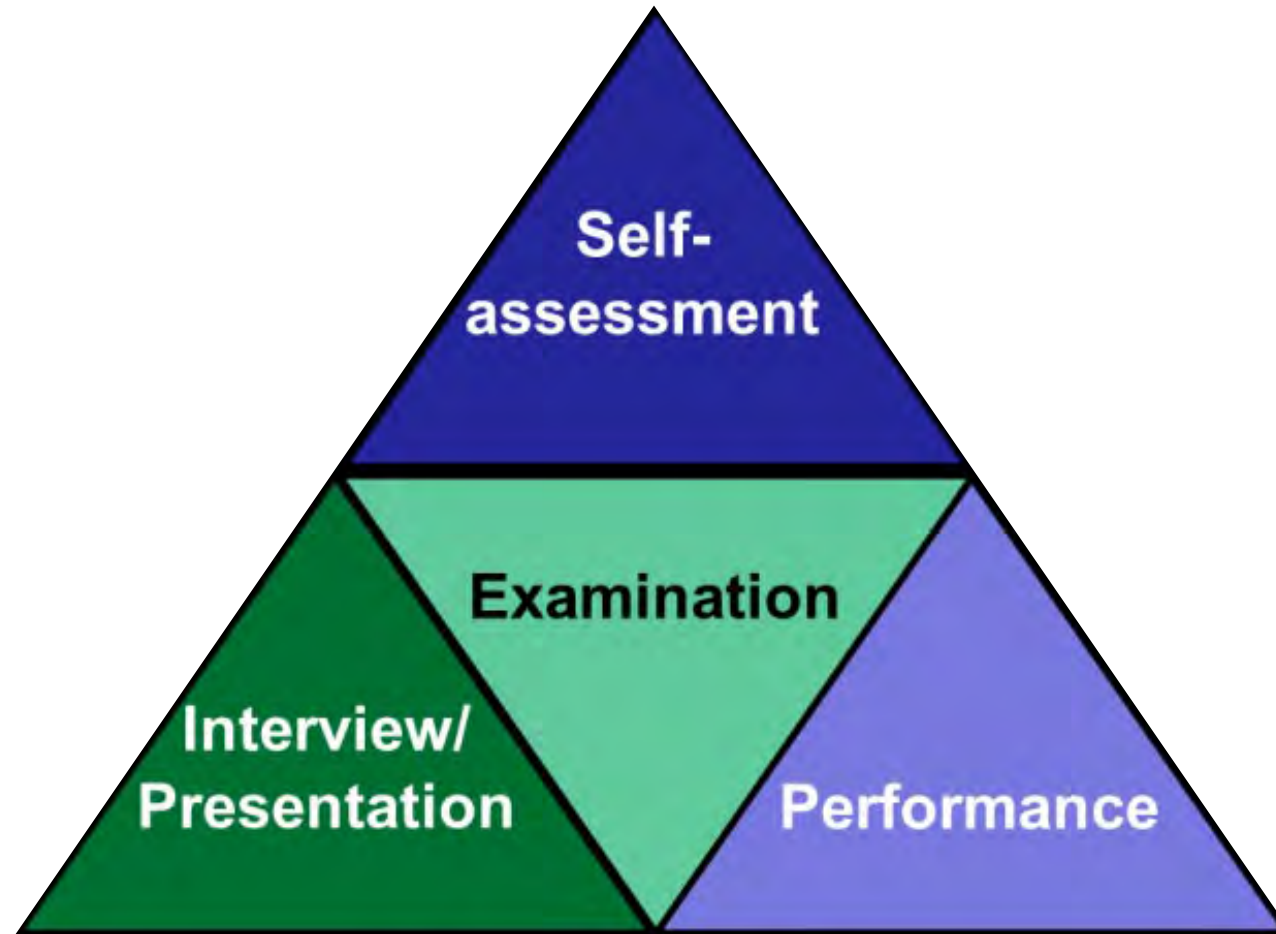 Self-
assessment
Examination
Interview/
Presentation
Performance